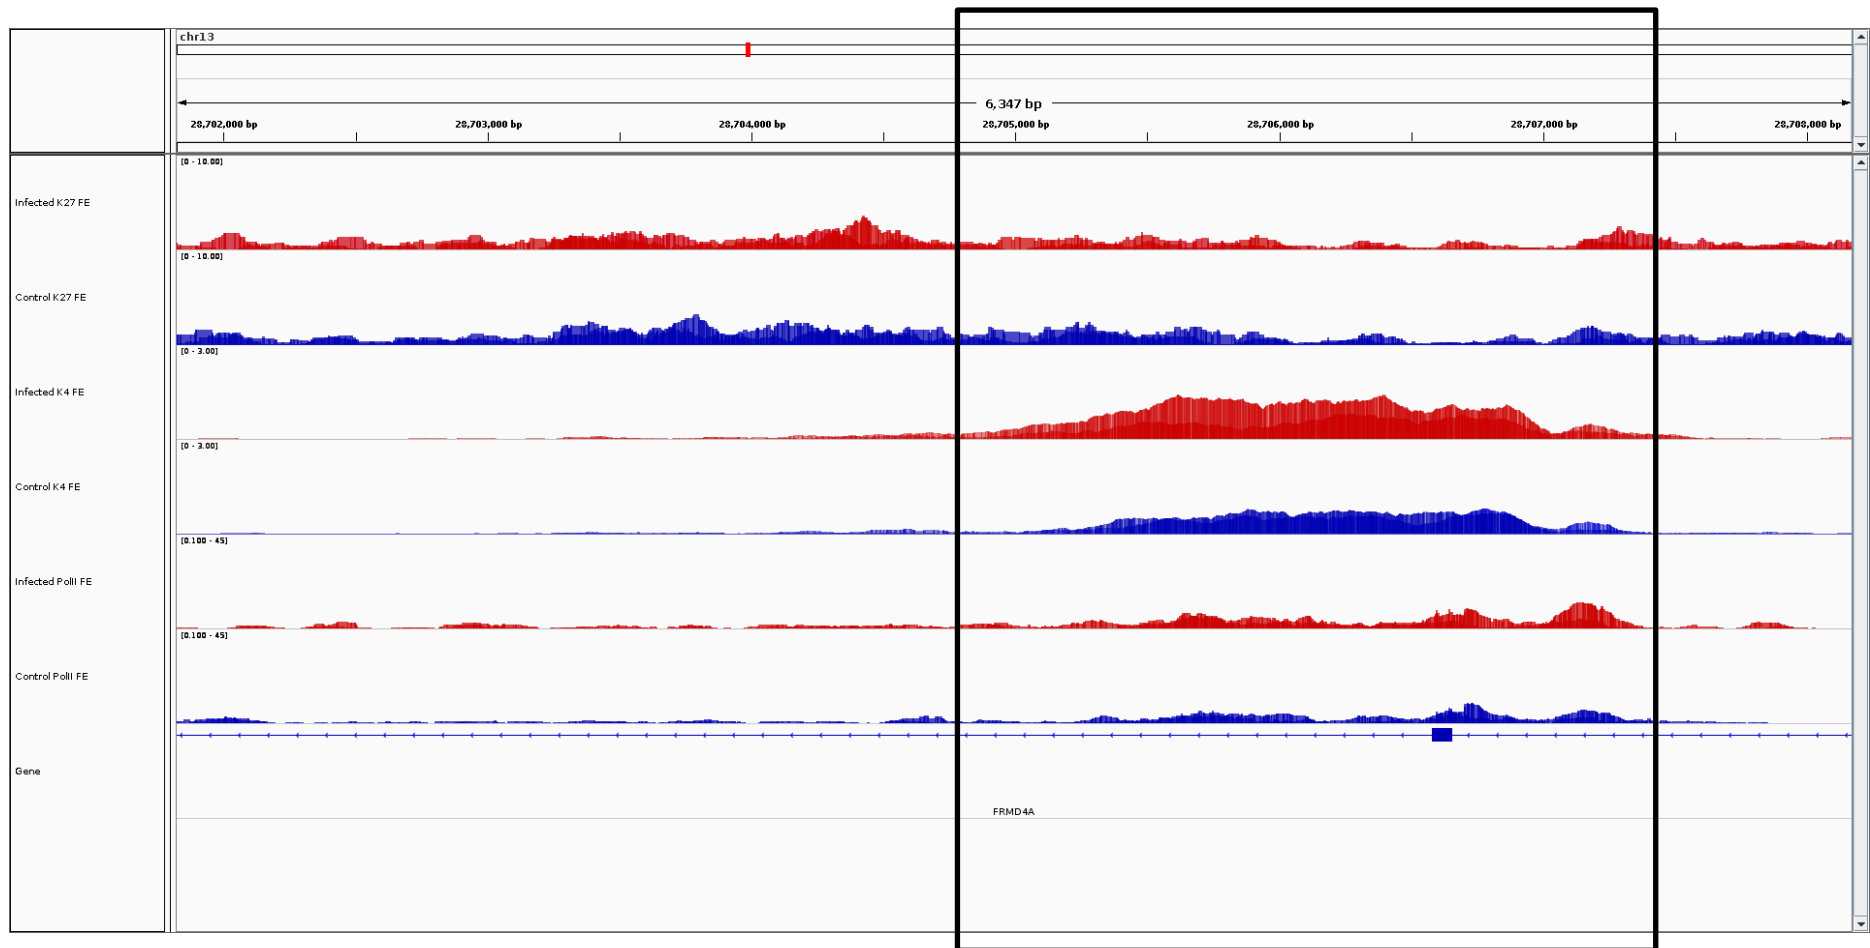 chr13
6,347 bp
28,702,000 bp 28,703,000 bp 28,704,000 bp 28,705,000 bp 28,706,000 bp 28,707,000 bp 28,708,000 bp
[0 - 10.00]
Infected K27 FE
[0 - 10.00]
Control K27 FE
[0 - 3.00]
Infected K4 FE
[0 - 3.00]
Control K4 FE
[0.100 - 45]
Infected PolII FE
[0.100 - 45]
Control PolII FE
Gene
FRMD4A